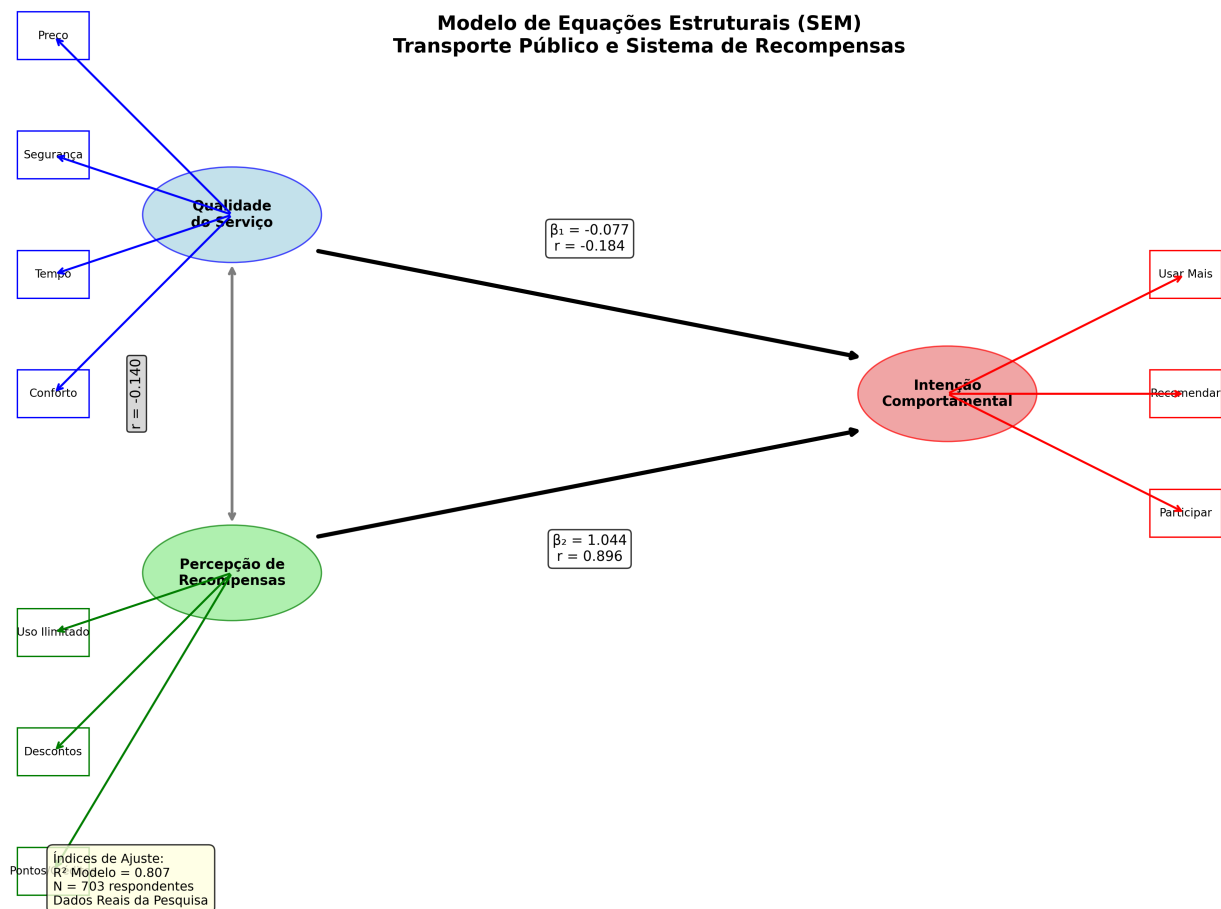 Modelo de Equações Estruturais (SEM)
Transporte Público e Sistema de Recompensas
Preço
Segurança
Tempo
Conforto
Qualidade
do Serviço
β₁ = -0.077
r = -0.184
r = -0.140
Usar Mais
Recomendar
Participar
Intenção
Comportamental
β₂ = 1.044
r = 0.896
Percepção de
Recompensas
Uso Ilimitado
Descontos
Pontos
Índices de Ajuste:
R² Modelo = 0.807
N = 703 respondentes
Dados Reais da Pesquisa